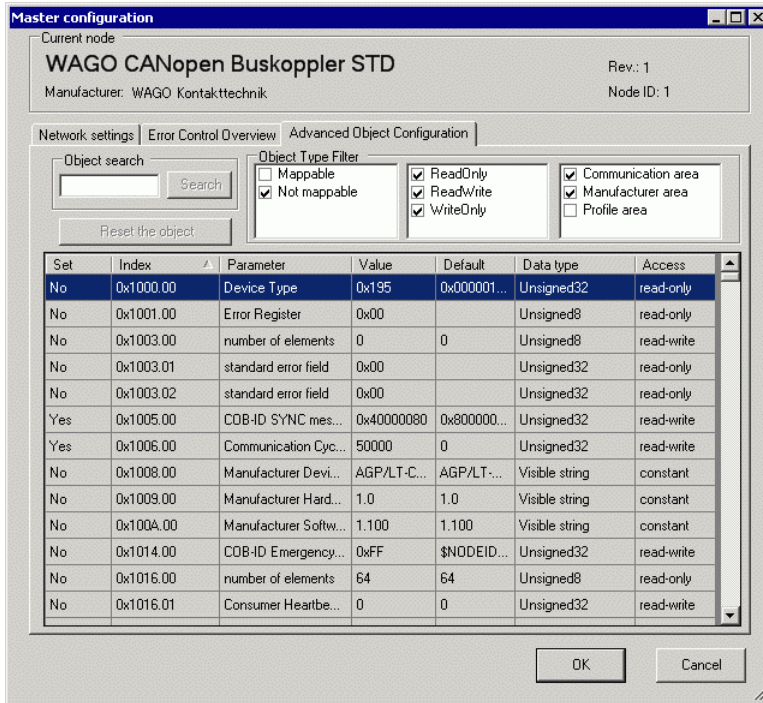 Master configuration
Current node
WAGO CANopen Buskoppler STD
Rev.: 1
Manufacturer: WAGO Kontakttechnik
Node ID: 1
Network settings Error Control Overview Advanced Object Configuration
Object search
Search
Reset the object
Object Type Filter
Mappable
Not mappable
ReadOnly
ReadWrite
WriteOnly
Communication area
Manufacturer area
Profile area
Set Index Parameter Value Default Data type Access
No 0x1000.00 Device Type 0x195 0x000001... Unsigned32 read-only
No 0x1001.00 Error Register 0x00 Unsigned8 read-only
No 0x1003.00 number of elements 0 0 Unsigned8 read-write
No 0x1003.01 standard error field 0x00 Unsigned32 read-only
No 0x1003.02 standard error field 0x00 Unsigned32 read-only
Yes 0x1005.00 COB-ID SYNC mes... 0x40000080 0x800000... Unsigned32 read-write
Yes 0x1006.00 Communication Cyc... 50000 0 Unsigned32 read-write
No 0x1008.00 Manufacturer Devi... AGP/LT-C... AGP/LT-... Visible string constant
No 0x1009.00 Manufacturer Hard... 1.0 1.0 Visible string constant
No 0x100A.00 Manufacturer Softw... 1.100 1.100 Visible string constant
No 0x1014.00 COB-ID Emergency... 0xFF $NODEID... Unsigned32 read-write
No 0x1016.00 number of elements 64 64 Unsigned8 read-only
No 0x1016.01 Consumer Heartbe... 0 0 Unsigned32 read-write
OK Cancel